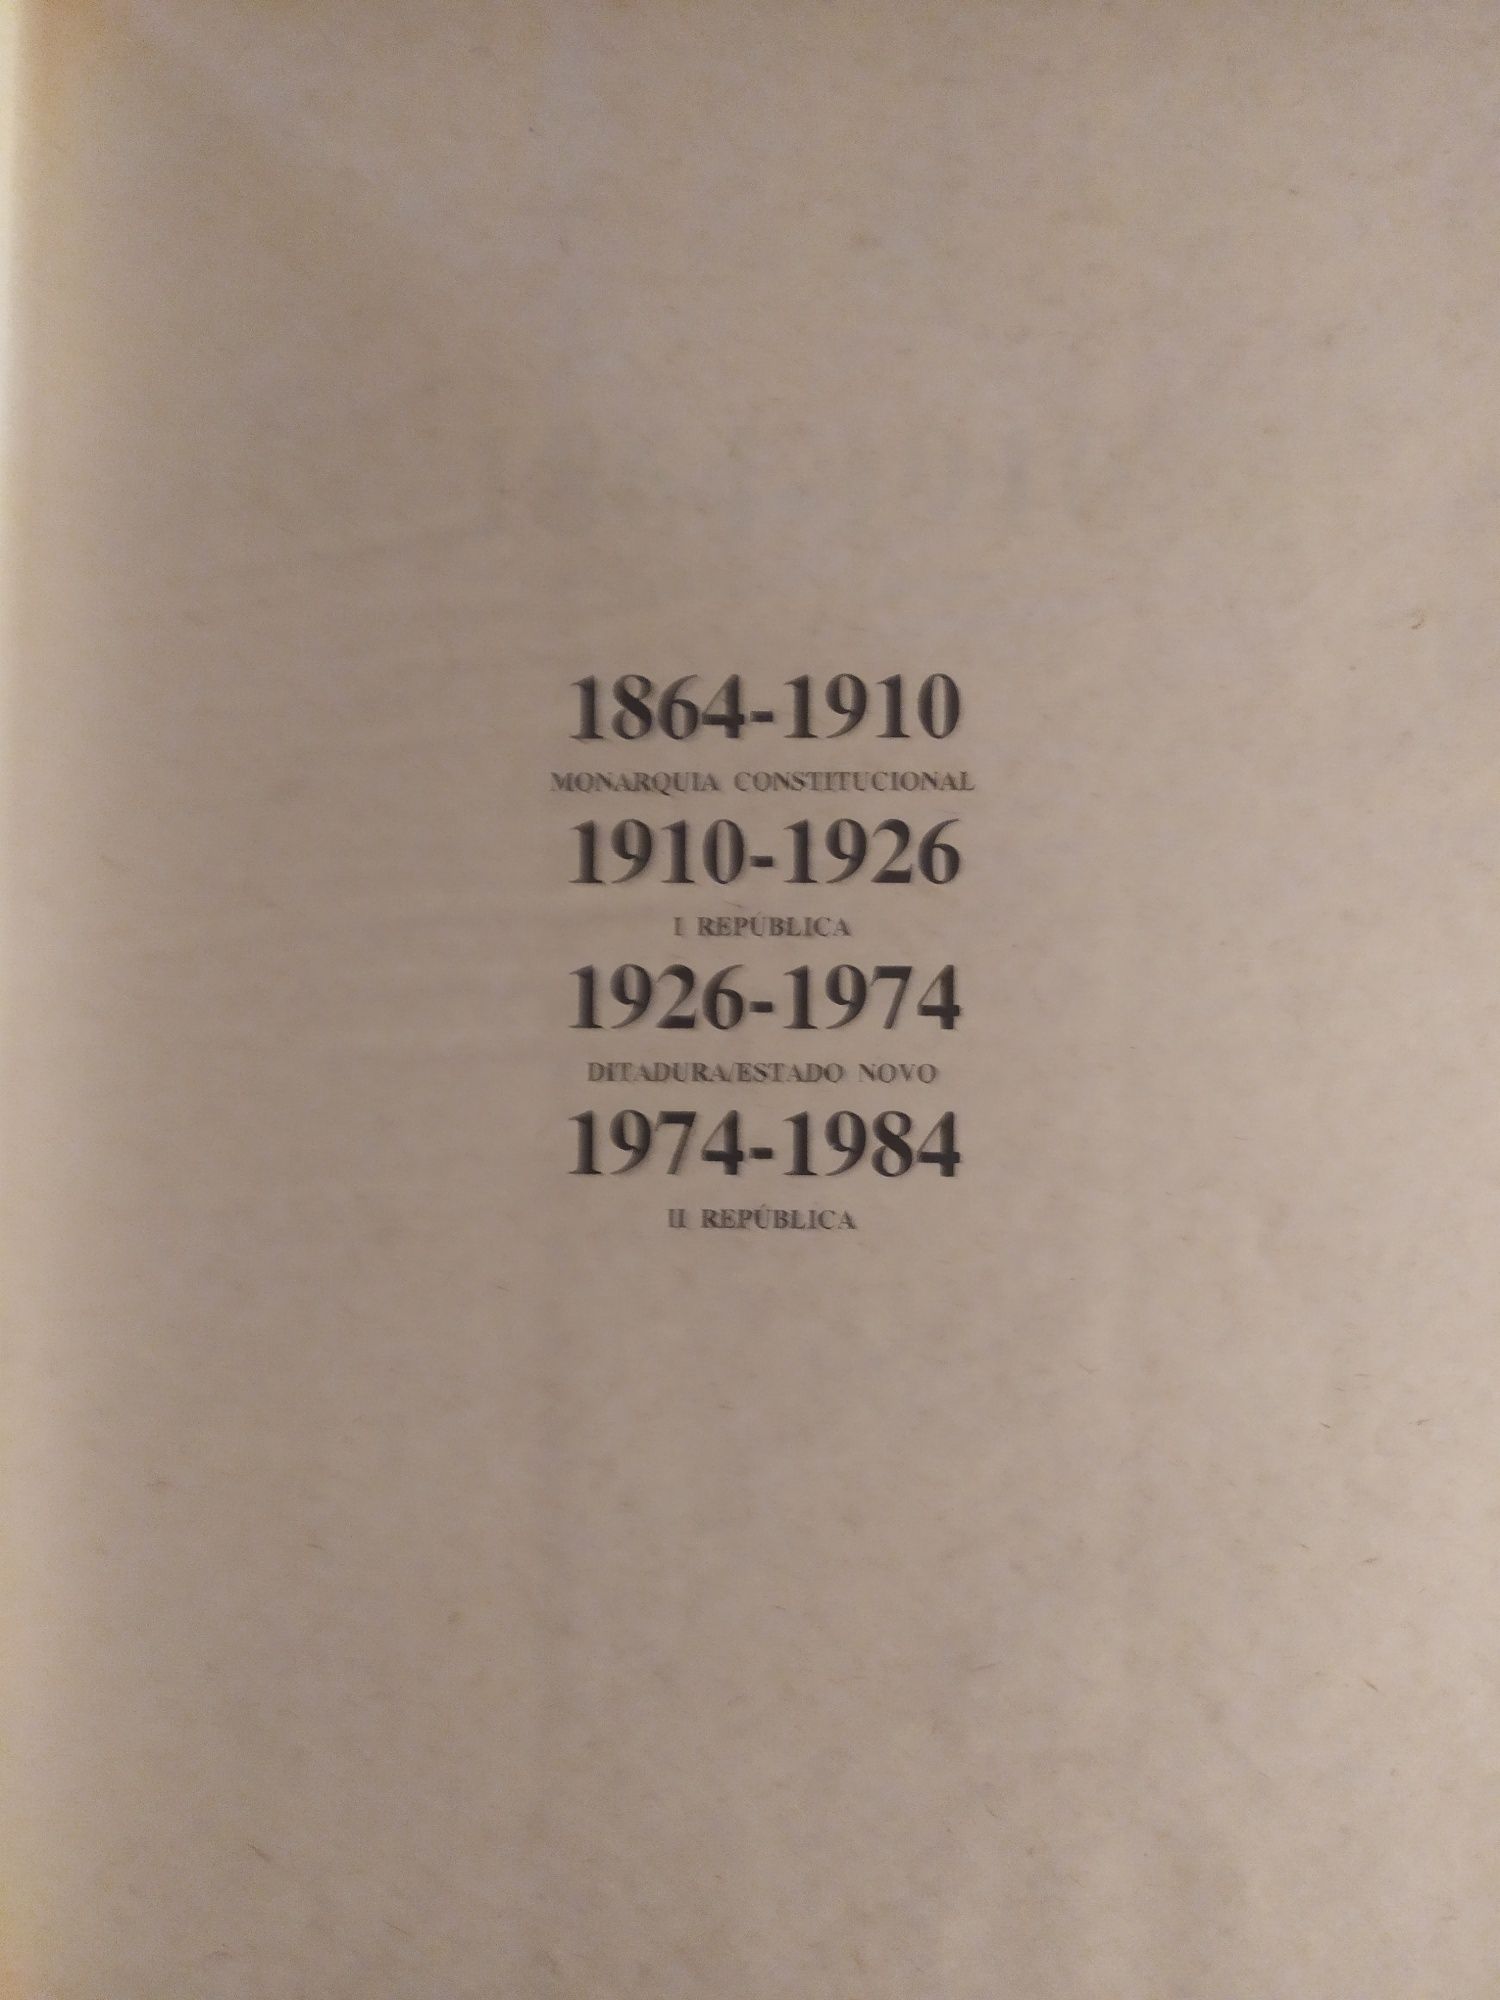 1864-1910
MONARQUIA CONSTITUCIONAL
1910-1926
I REPÚBLICA
1926-1974
DITADURA/ESTADO NOVO
1974-1984
II REPÚBLICA